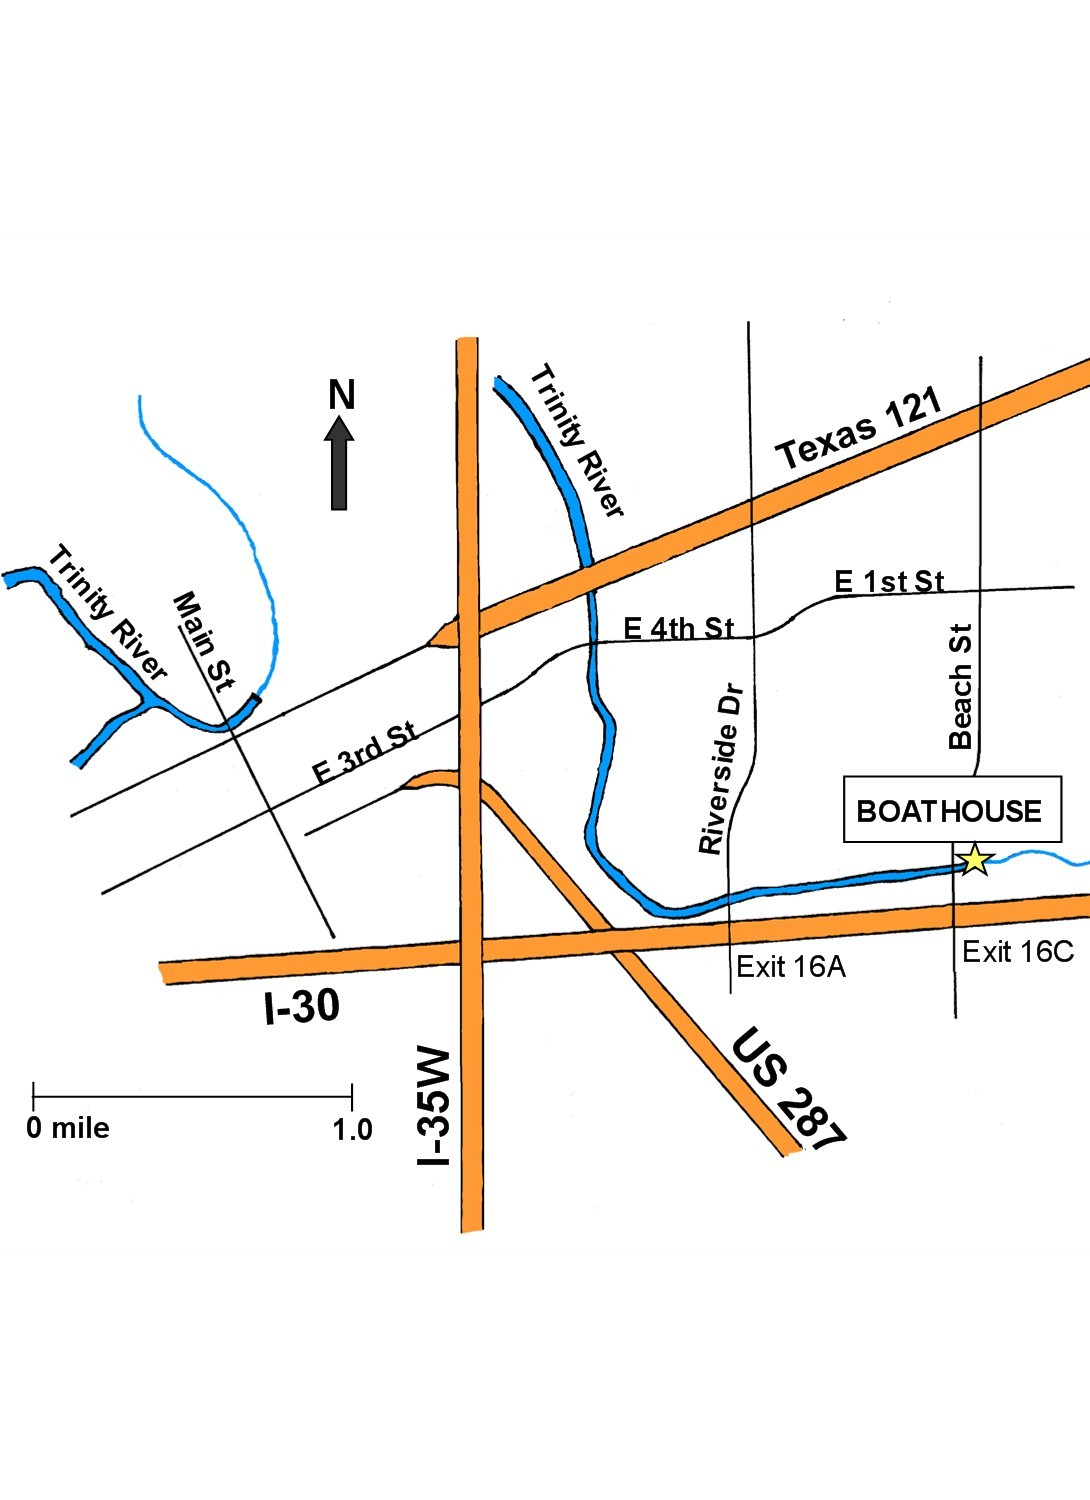 N
Trinity River
Texas 121
Trinity River
Main St
E 1st St
E 4th St
Beach St
Riverside Dr
E 3rd St
BOATHOUSE
Exit 16A
Exit 16C
I-30
I-35W
US 287
0 mile
1.0